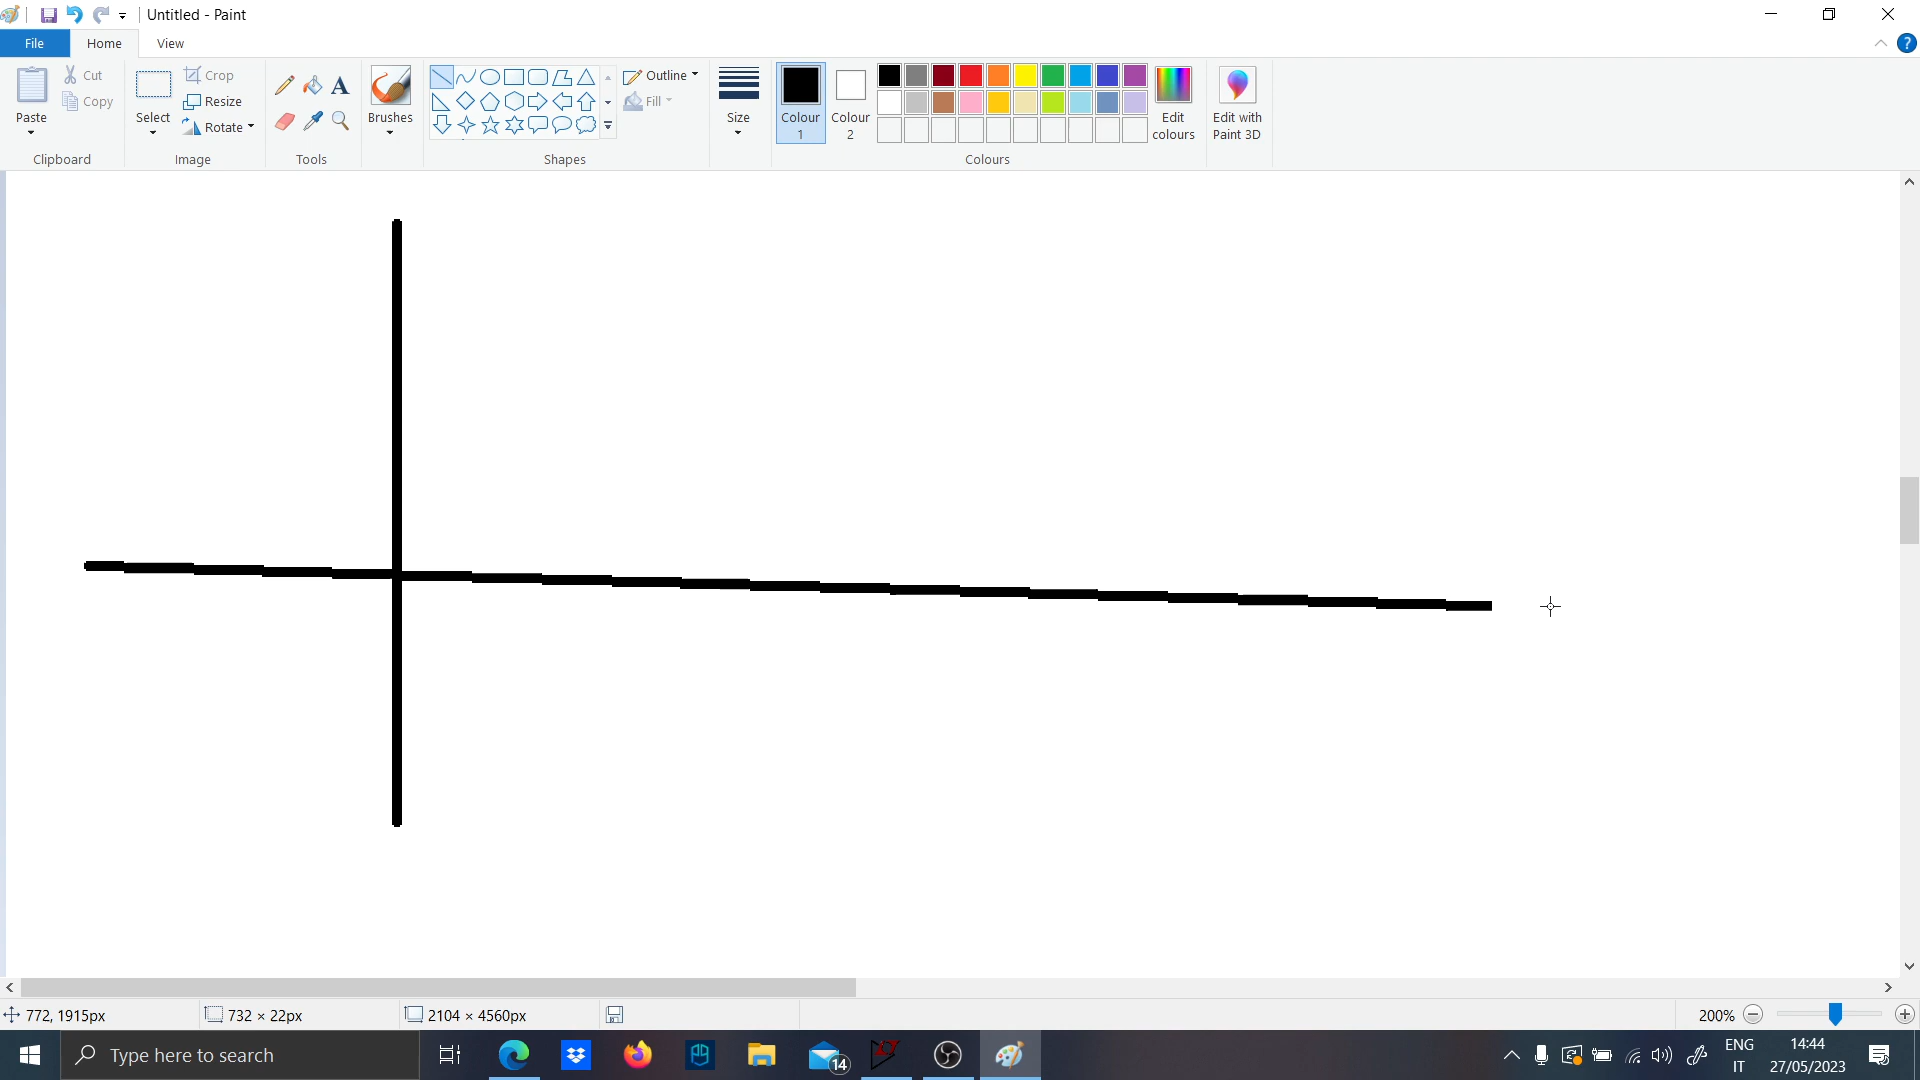 Untitled - Paint
File Home View
Paste
Cut
Copy
Clipboard
Select
Crop
Resize
Rotate
Image
A
Tools
Brushes
Shapes
Outline
Fill
Size
Colour 1
Colour 2
Colours
Edit colours
Edit with Paint 3D
?
772, 1915px 732 × 22px 2104 × 4560px 200%
Type here to search
14
ENG
IT
14:44
27/05/2023